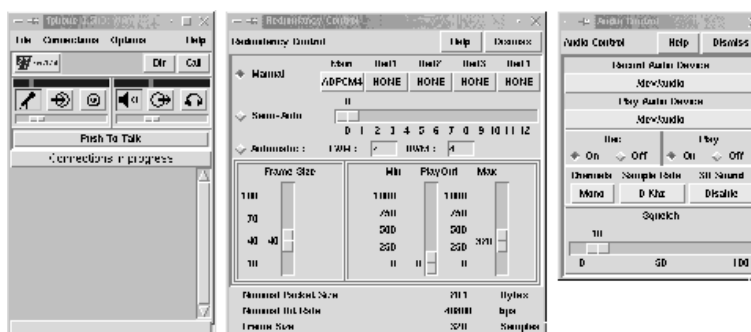 File Connections Options Help
Dir Call
Push To Talk
Connections in progress
Redundancy Control
Redundancy Control Help Dismiss
Main Red1 Red2 Red3
Manual ADPCM4 NONE NONE NONE NONE
Semi-Auto 0
0 1 2 3 4 5 6 7 8 9 10 11 12
Automatic :
Frame Size Min PlayOut Max
100 1000 1000
70 750 750
500 500
40 40 250 250 320
10 0 0 0
Nominal Packet Size Bytes
Nominal Bit Rate bps
Frame Size 320 Samples
Audio Control
Audio Control Help Dismiss
Record Audio Device
/dev/audio
Play Audio Device
/dev/audio
Rec Play
On Off On Off
Channels Sample Rate 3D Sound
Mono Khz Disable
Squelch
10
0 50 100